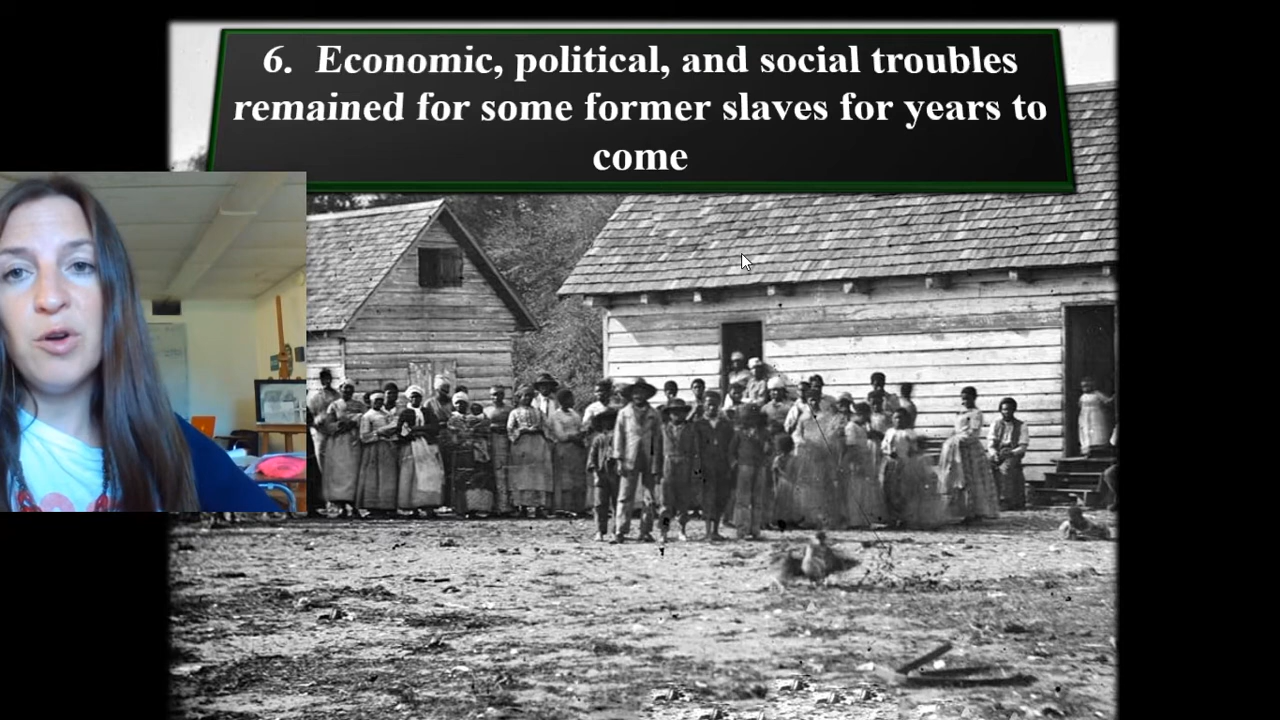 6. Economic, political, and social troubles
remained for some former slaves for years to
come